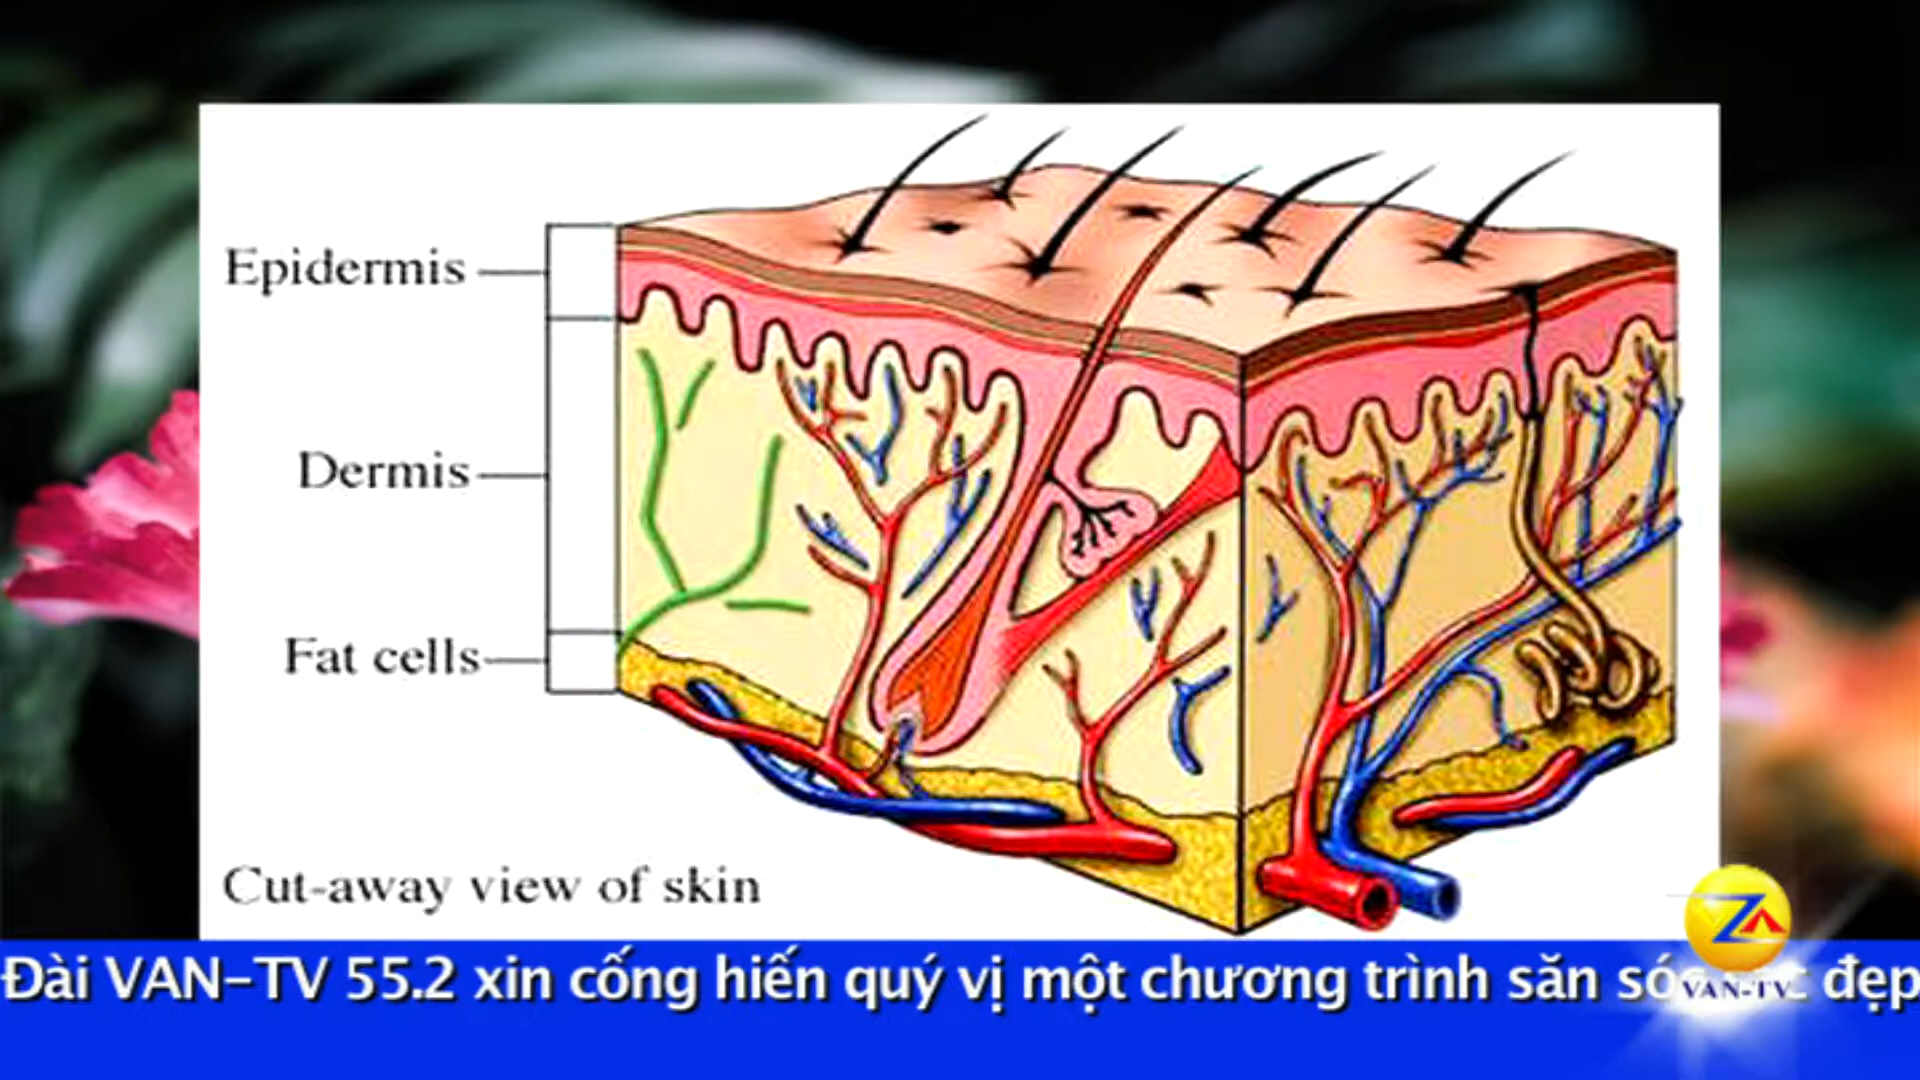 Epidermis
Dermis
Fat cells
Cut-away view of skin
Đài VAN-TV 55.2 xin cống hiến quý vị một chương trình săn sóc đẹp
VAN-TV